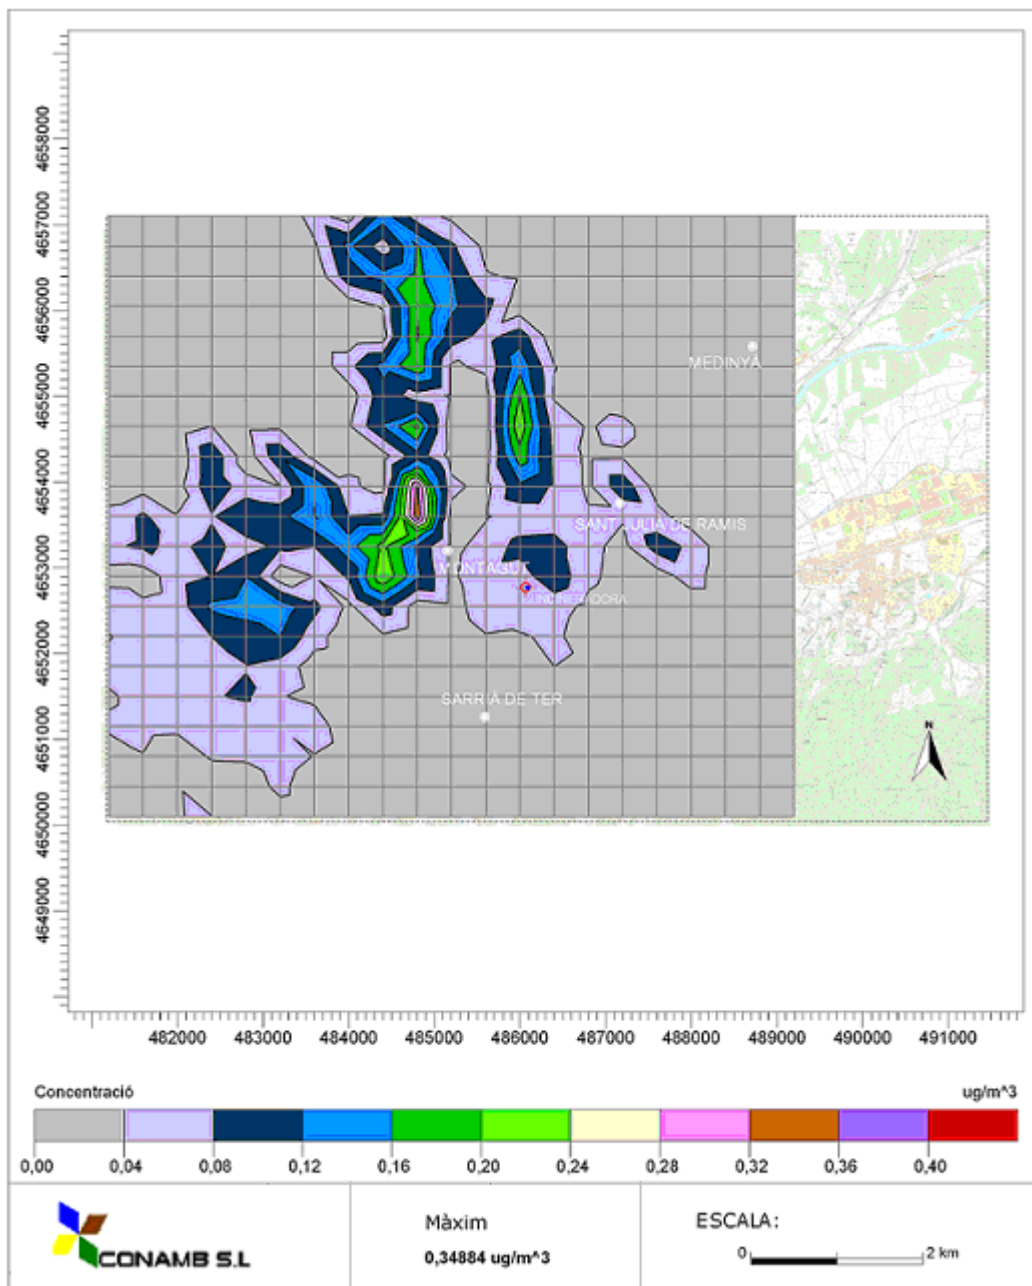 4658000
4657000
4656000
4655000
4654000
4653000
4652000
4651000
4650000
4649000
MEDINYÀ
SANT JULIÀ DE RAMIS
MONTAGUT
SARRIÀ DE TER
N
482000 483000 484000 485000 486000 487000 488000 489000 490000 491000
Concentració ug/m^3
0,00 0,04 0,08 0,12 0,16 0,20 0,24 0,28 0,32 0,36 0,40
CONAMB S.L
Màxim
0,34884 ug/m^3
ESCALA:
0 2 km